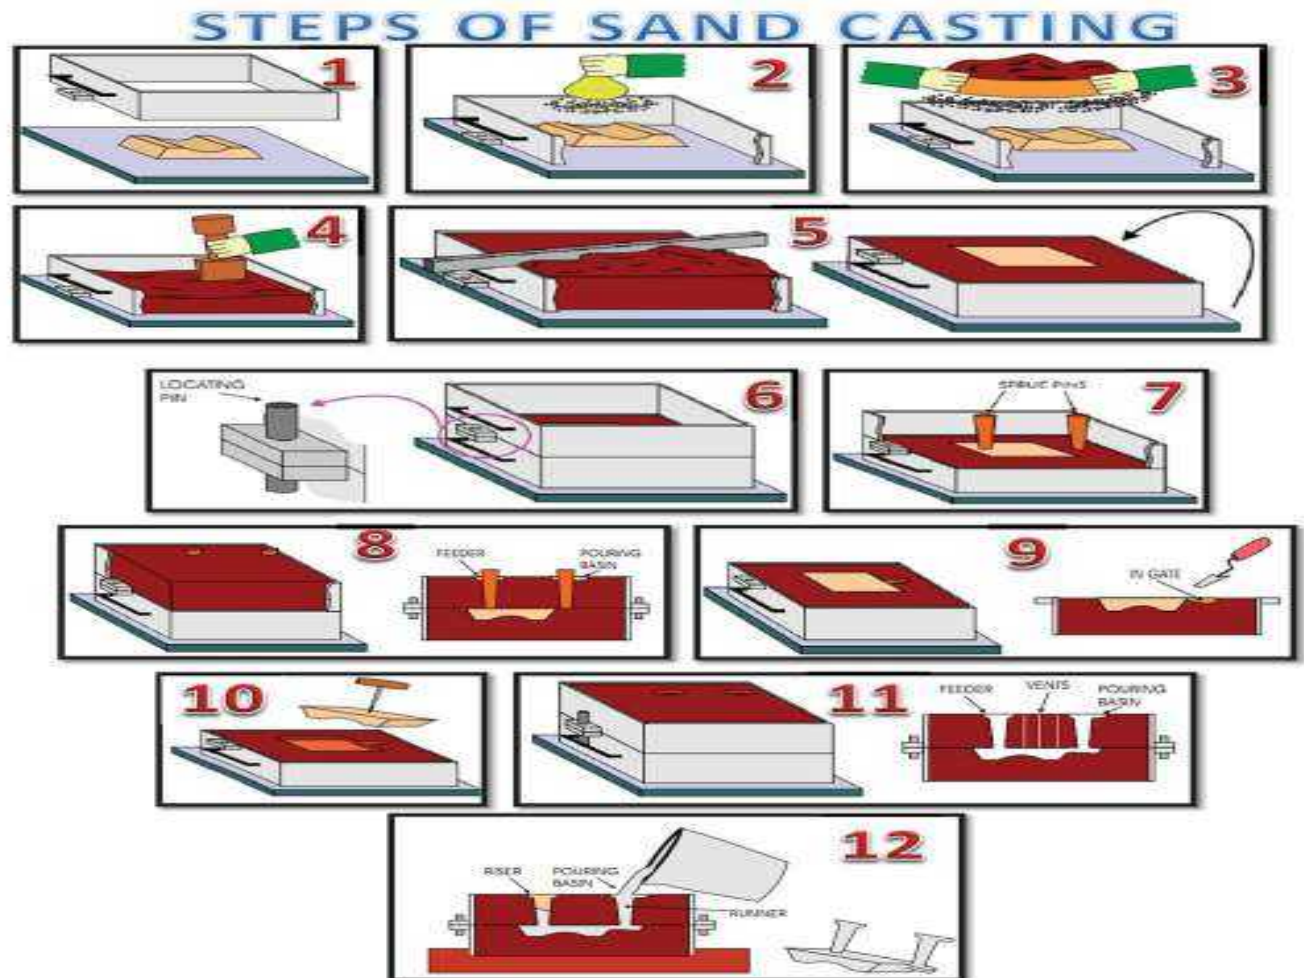 STEPS OF SAND CASTING
1
2
3
4
5
LOCATING
PIN
6
SPRUE PINS
7
8
FEEDER
POURING
BASIN
9
IN GATE
10
11
FEEDER
VENTS
POURING
BASIN
12
RISER
POURING
BASIN
RUNNER